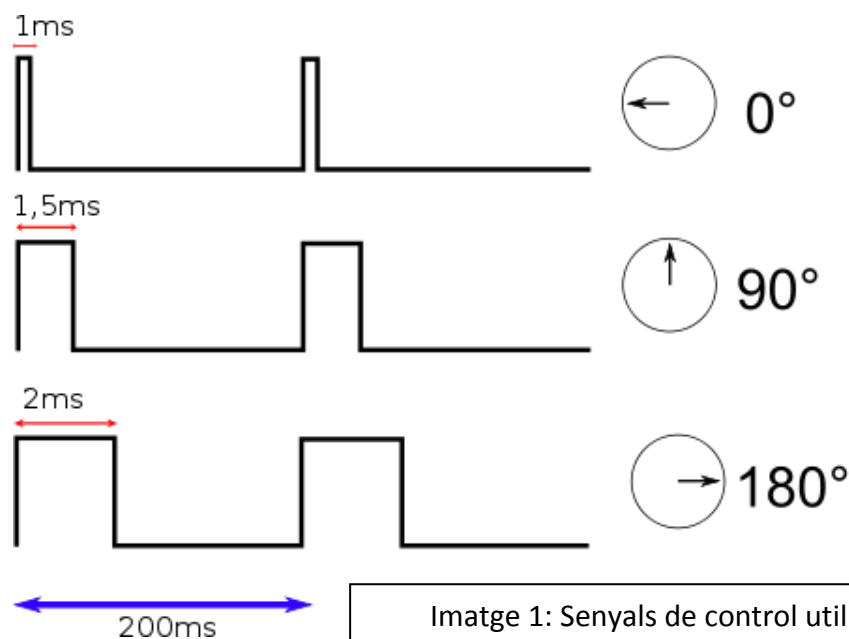 1ms
0°
1,5ms
90°
2ms
180°
200ms
Imatge 1: Senyals de control util